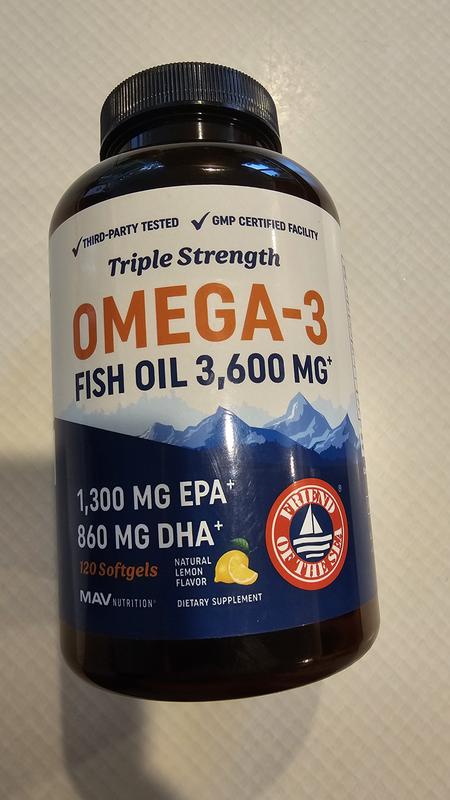 ✓ THIRD-PARTY TESTED ✓ GMP CERTIFIED FACILITY
Triple Strength
OMEGA-3
FISH OIL 3,600 MG⁺
1,300 MG EPA⁺
860 MG DHA⁺
120 Softgels
NATURAL
LEMON
FLAVOR
FRIEND
OF THE SEA
®
MAV NUTRITION®
DIETARY SUPPLEMENT